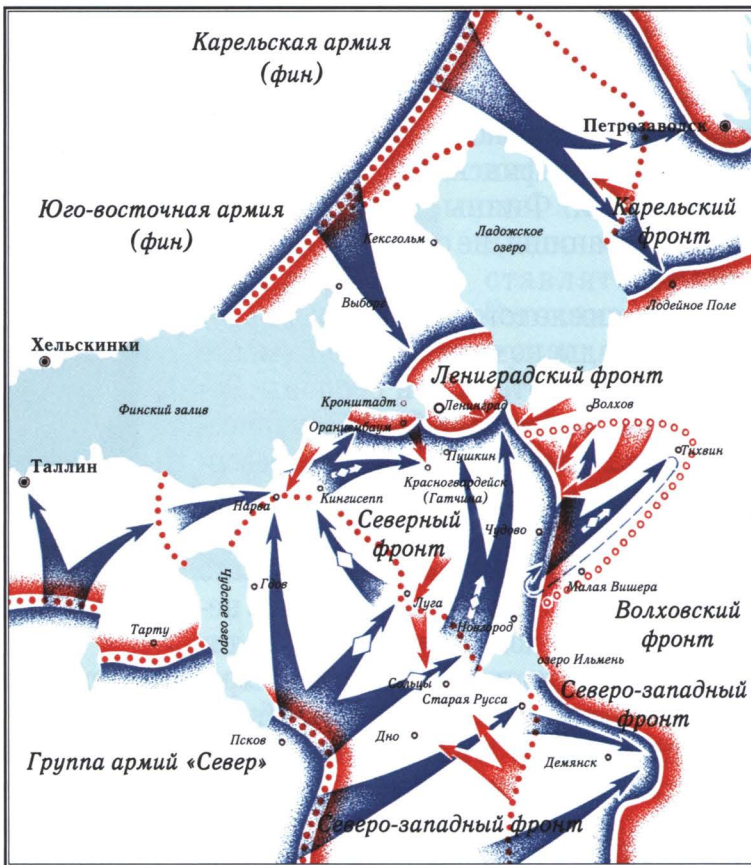 Карельская армия
(фин)
Петрозаводск
Юго-восточная армия
(фин)
Карельский
фронт
Кексгольм
Ладожское
озеро
Выборг
Лодейное Поле
Хельскинки
Ленинградский фронт
Финский залив
Кронштадт
Ленинград
Волхов
Ораниенбаум
Таллин
Пушкин
Тихвин
Красногвардейск
(Гатчина)
Нарва
Кингисепп
Северный
фронт
Чудово
Чудское озеро
Гдов
Малая Вишера
Луга
Волховский
фронт
Новгород
Тарту
озеро Ильмень
Сольцы
Северо-западный
фронт
Старая Русса
Псков
Дно
Группа армий «Север»
Демянск
Северо-западный фронт